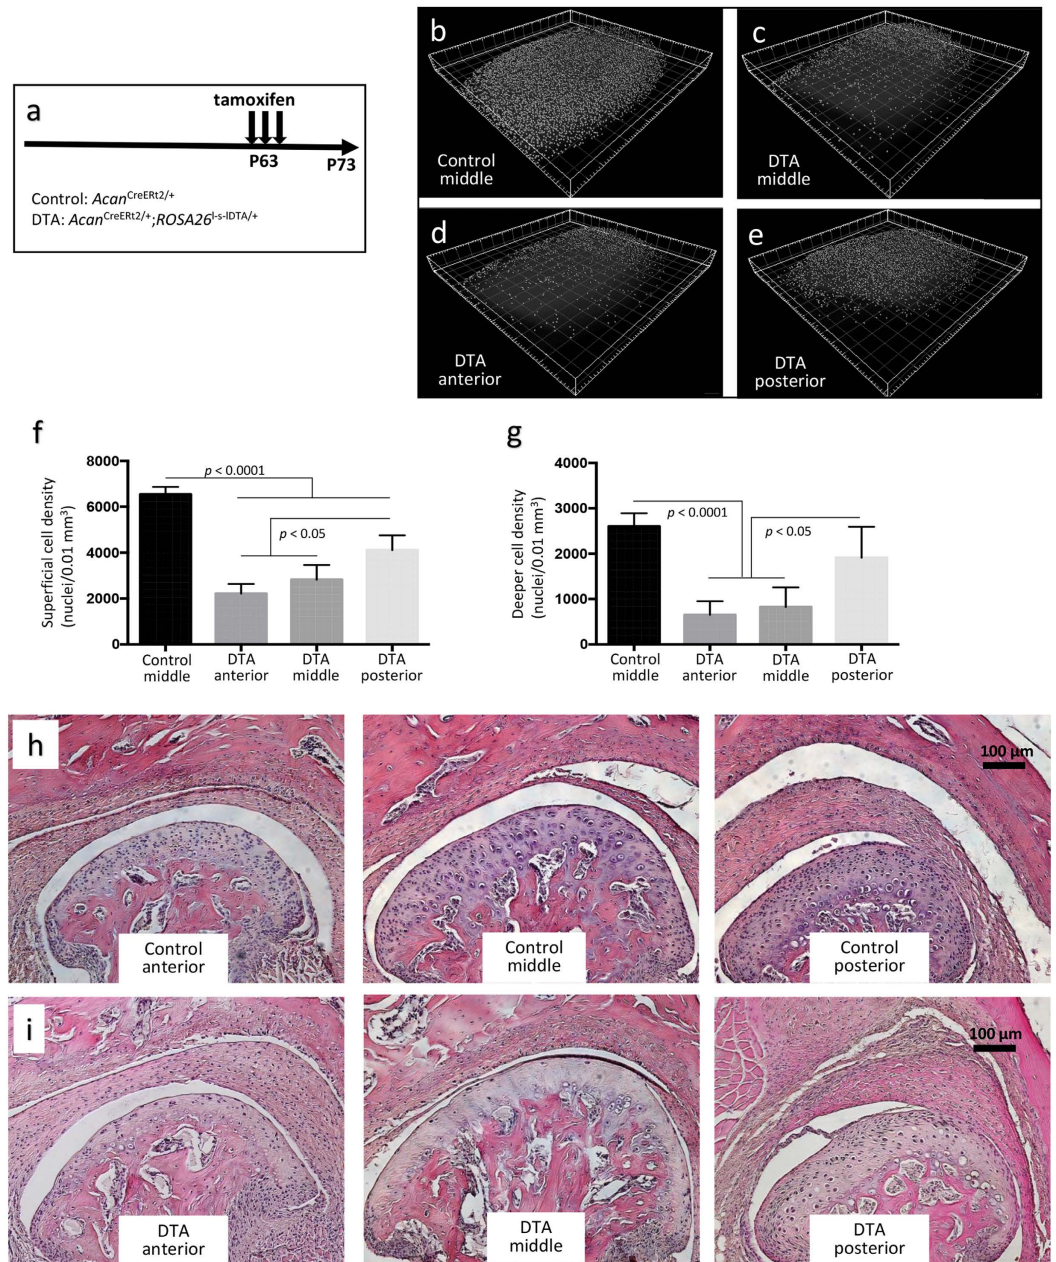 a
tamoxifen
P63
P73
Control: Acan^CreERt2/+
DTA: Acan^CreERt2/+;ROSA26^l-s-lDTA/+
b
Control
middle
c
DTA
middle
d
DTA
anterior
e
DTA
posterior
f
Superficial cell density
(nuclei/0.01 mm³)
8000
6000
4000
2000
0
p < 0.0001
p < 0.05
Control
middle
DTA
anterior
DTA
middle
DTA
posterior
g
Deeper cell density
(nuclei/0.01 mm³)
4000
3000
2000
1000
0
p < 0.0001
p < 0.05
Control
middle
DTA
anterior
DTA
middle
DTA
posterior
h
100 µm
Control
anterior
Control
middle
Control
posterior
i
100 µm
DTA
anterior
DTA
middle
DTA
posterior